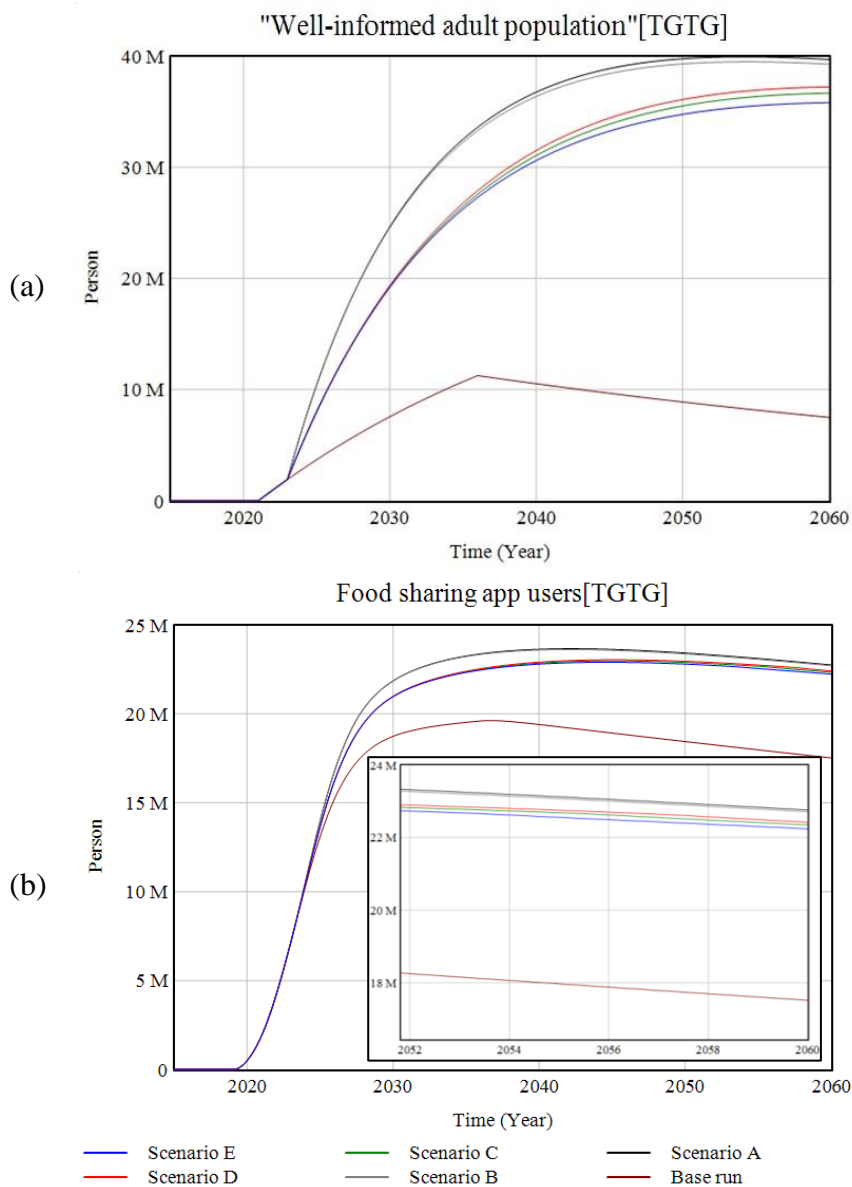 "Well-informed adult population"[TGTG]
40 M
30 M
20 M
10 M
0
Person
(a)
2020 2030 2040 2050 2060
Time (Year)
Food sharing app users[TGTG]
25 M
20 M
15 M
10 M
5 M
0
Person
(b)
24 M
22 M
20 M
18 M
2052 2054 2056 2058 2060
2020 2030 2040 2050 2060
Time (Year)
Scenario E Scenario C Scenario A
Scenario D Scenario B Base run